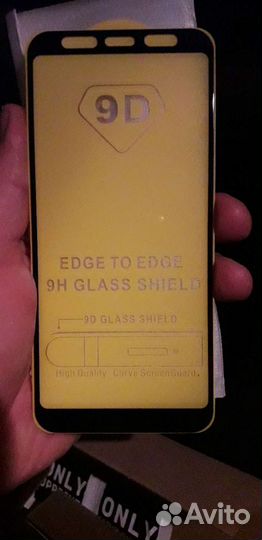 9D
EDGE TO EDGE
9H GLASS SHIELD
9D GLASS SHIELD
High Quality Curve ScreenGuard
ONLY
ONLY
Avito